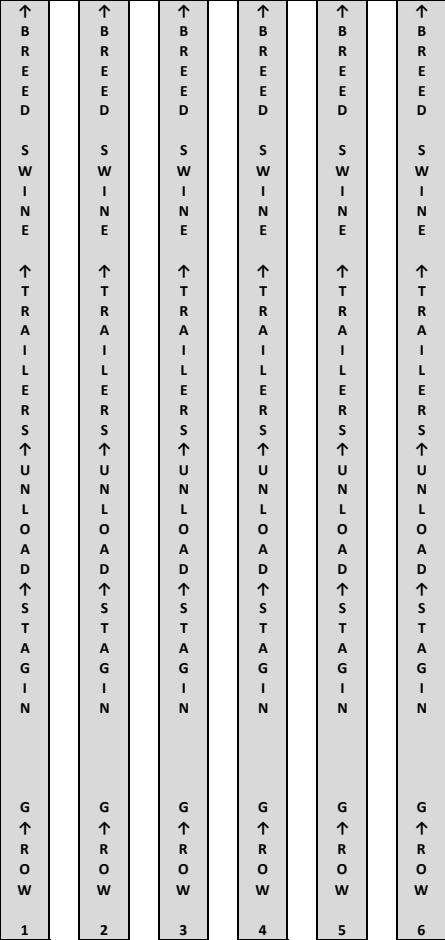 ↑BREED SWINE ↑TRAILERS↑UNLOAD↑STAGIN G↑ROW 1
↑BREED SWINE ↑TRAILERS↑UNLOAD↑STAGIN G↑ROW 2
↑BREED SWINE ↑TRAILERS↑UNLOAD↑STAGIN G↑ROW 3
↑BREED SWINE ↑TRAILERS↑UNLOAD↑STAGIN G↑ROW 4
↑BREED SWINE ↑TRAILERS↑UNLOAD↑STAGIN G↑ROW 5
↑BREED SWINE ↑TRAILERS↑UNLOAD↑STAGIN G↑ROW 6